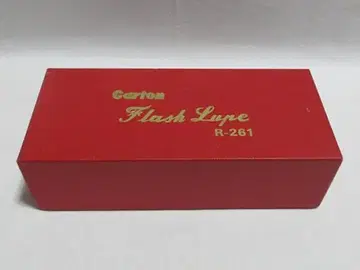 Carton
Flash Lupe
R-261